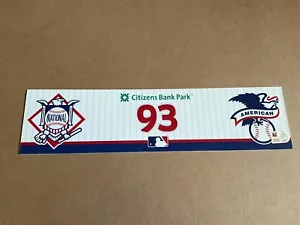 Citizens Bank Park
93
NATIONAL
AMERICAN